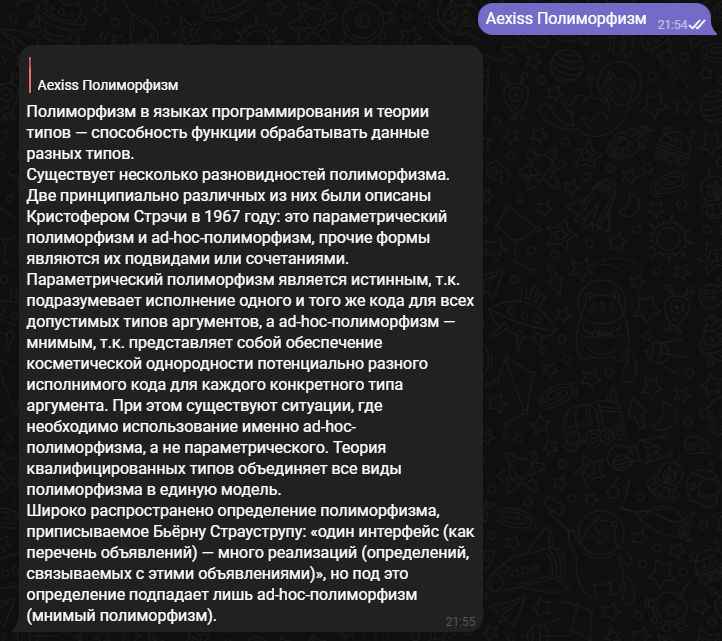 Aexiss Полиморфизм 21:54
Aexiss Полиморфизм
Полиморфизм в языках программирования и теории
типов — способность функции обрабатывать данные
разных типов.
Существует несколько разновидностей полиморфизма.
Две принципиально различных из них были описаны
Кристофером Стрэчи в 1967 году: это параметрический
полиморфизм и ad-hoc-полиморфизм, прочие формы
являются их подвидами или сочетаниями.
Параметрический полиморфизм является истинным, т.к.
подразумевает исполнение одного и того же кода для всех
допустимых типов аргументов, а ad-hoc-полиморфизм —
мнимым, т.к. представляет собой обеспечение
косметической однородности потенциально разного
исполнимого кода для каждого конкретного типа
аргумента. При этом существуют ситуации, где
необходимо использование именно ad-hoc-
полиморфизма, а не параметрического. Теория
квалифицированных типов объединяет все виды
полиморфизма в единую модель.
Широко распространено определение полиморфизма,
приписываемое Бьёрну Страуструпу: «один интерфейс (как
перечень объявлений) — много реализаций (определений,
связываемых с этими объявлениями)», но под это
определение подпадает лишь ad-hoc-полиморфизм
(мнимый полиморфизм).
21:55